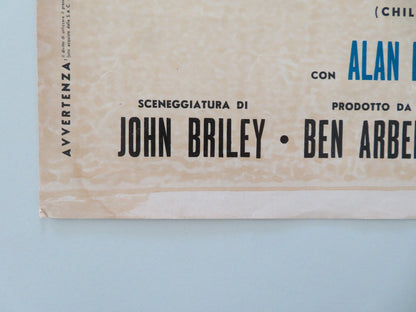 (CHIL
CON ALAN
SCENEGGIATURA DI PRODOTTO DA
JOHN BRILEY • BEN ARBE
AVVERTENZA: